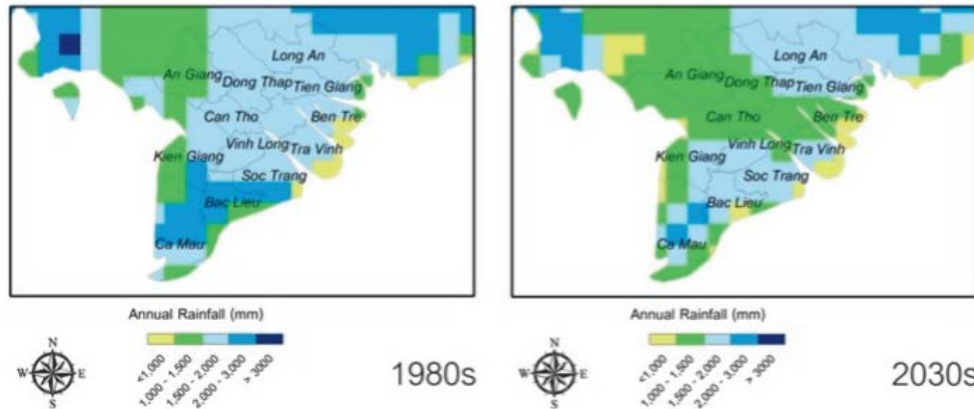 Long An
An Giang
Dong Thap
Tien Giang
Can Tho
Ben Tre
Vinh Long
Tra Vinh
Kien Giang
Soc Trang
Bac Lieu
Ca Mau
Annual Rainfall (mm)
N
W E
S
<1,000
1,000 - 1,500
1,500 - 2,000
2,000 - 3,000
> 3000
1980s
Long An
An Giang
Dong Thap
Tien Giang
Can Tho
Ben Tre
Vinh Long
Tra Vinh
Kien Giang
Soc Trang
Bac Lieu
Ca Mau
Annual Rainfall (mm)
N
W E
S
<1,000
1,000 - 1,500
1,500 - 2,000
2,000 - 3,000
> 3000
2030s